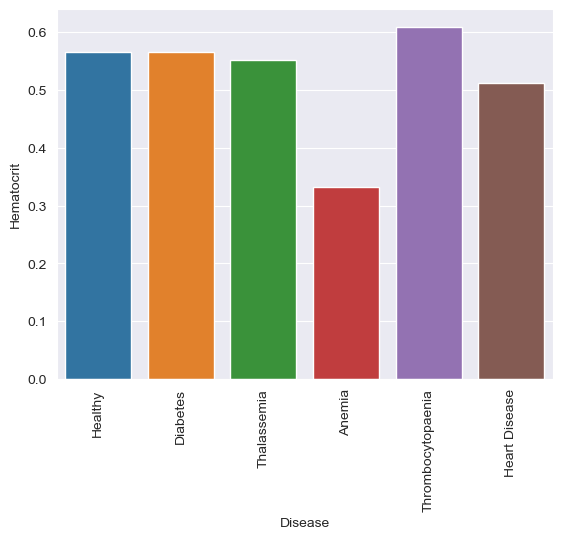 Hematocrit
0.6
0.5
0.4
0.3
0.2
0.1
0.0
Healthy
Diabetes
Thalassemia
Anemia
Thrombocytopaenia
Heart Disease
Disease